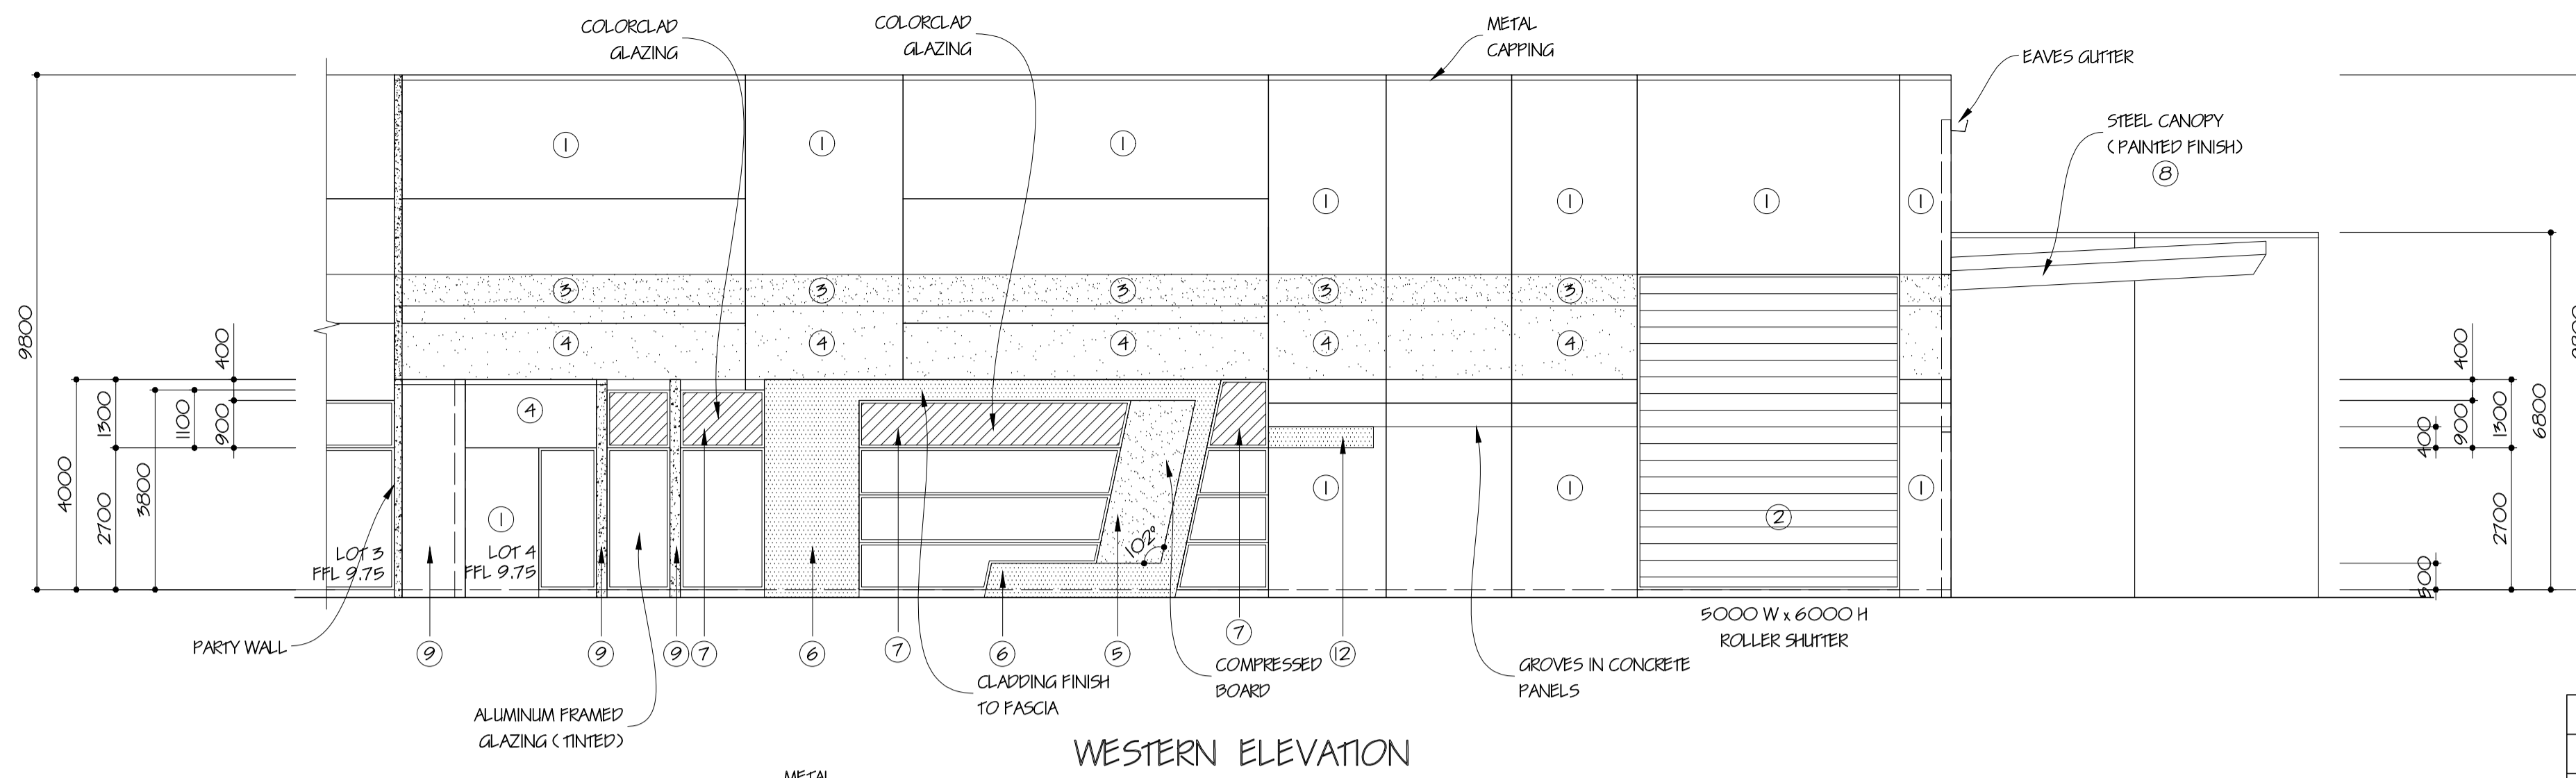 COLORCLAD
GLAZING
COLORCLAD
GLAZING
METAL
CAPPING
EAVES GUTTER
STEEL CANOPY
( PAINTED FINISH)
8
1
1
1
1
1
1
1
3
3
3
3
3
4
4
4
4
4
9800
4000
1300
2700
3800
1100
400
900
4
1
LOT 3
FFL 9.75
LOT 4
FFL 9.75
102°
1
1
2
1
400
900
400
1300
2700
500
6800
5000 W x 6000 H
ROLLER SHUTTER
PARTY WALL
9
9
9
7
6
7
6
5
7
12
ALUMINUM FRAMED
GLAZING ( TINTED)
CLADDING FINISH
TO FASCIA
COMPRESSED
BOARD
GROVES IN CONCRETE
PANELS
WESTERN ELEVATION
METAL